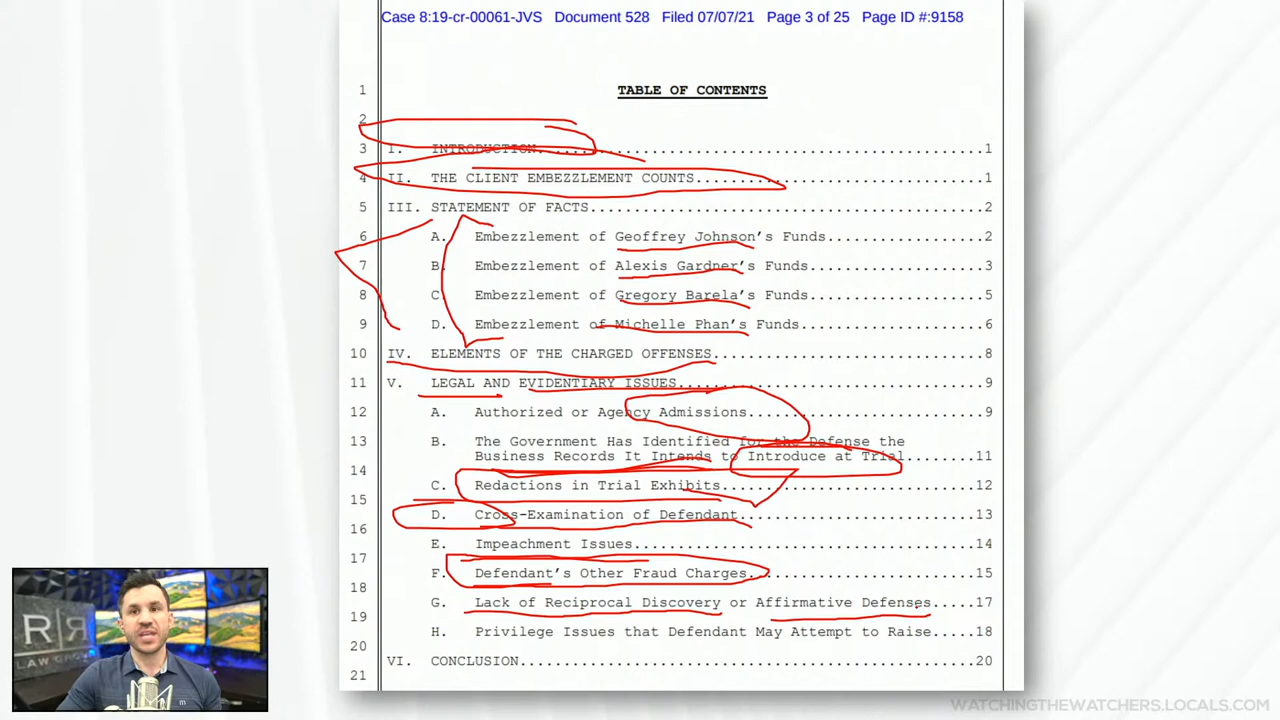 Case 8:19-cr-00061-JVS Document 528 Filed 07/07/21 Page 3 of 25 Page ID #:9158
1 TABLE OF CONTENTS
2
3 I. INTRODUCTION..................................................1
4 II. THE CLIENT EMBEZZLEMENT COUNTS..................................1
5 III. STATEMENT OF FACTS..............................................2
6 A. Embezzlement of Geoffrey Johnson's Funds...................2
7 B. Embezzlement of Alexis Gardner's Funds.....................3
8 C. Embezzlement of Gregory Barela's Funds.....................5
9 D. Embezzlement of Michelle Phan's Funds......................6
10 IV. ELEMENTS OF THE CHARGED OFFENSES................................8
11 V. LEGAL AND EVIDENTIARY ISSUES....................................9
12 A. Authorized or Agency Admissions............................9
13 B. The Government Has Identified for the Defense the
Business Records It Intends to Introduce at Trial.........11
14
C. Redactions in Trial Exhibits..............................12
15
D. Cross-Examination of Defendant............................13
16
E. Impeachment Issues........................................14
17
F. Defendant's Other Fraud Charges...........................15
18
G. Lack of Reciprocal Discovery or Affirmative Defenses.....17
19
H. Privilege Issues that Defendant May Attempt to Raise.....18
20
VI. CONCLUSION.....................................................20
21
R R
LAW GROUP
WATCHINGTHEWATCHERS.LOCALS.COM